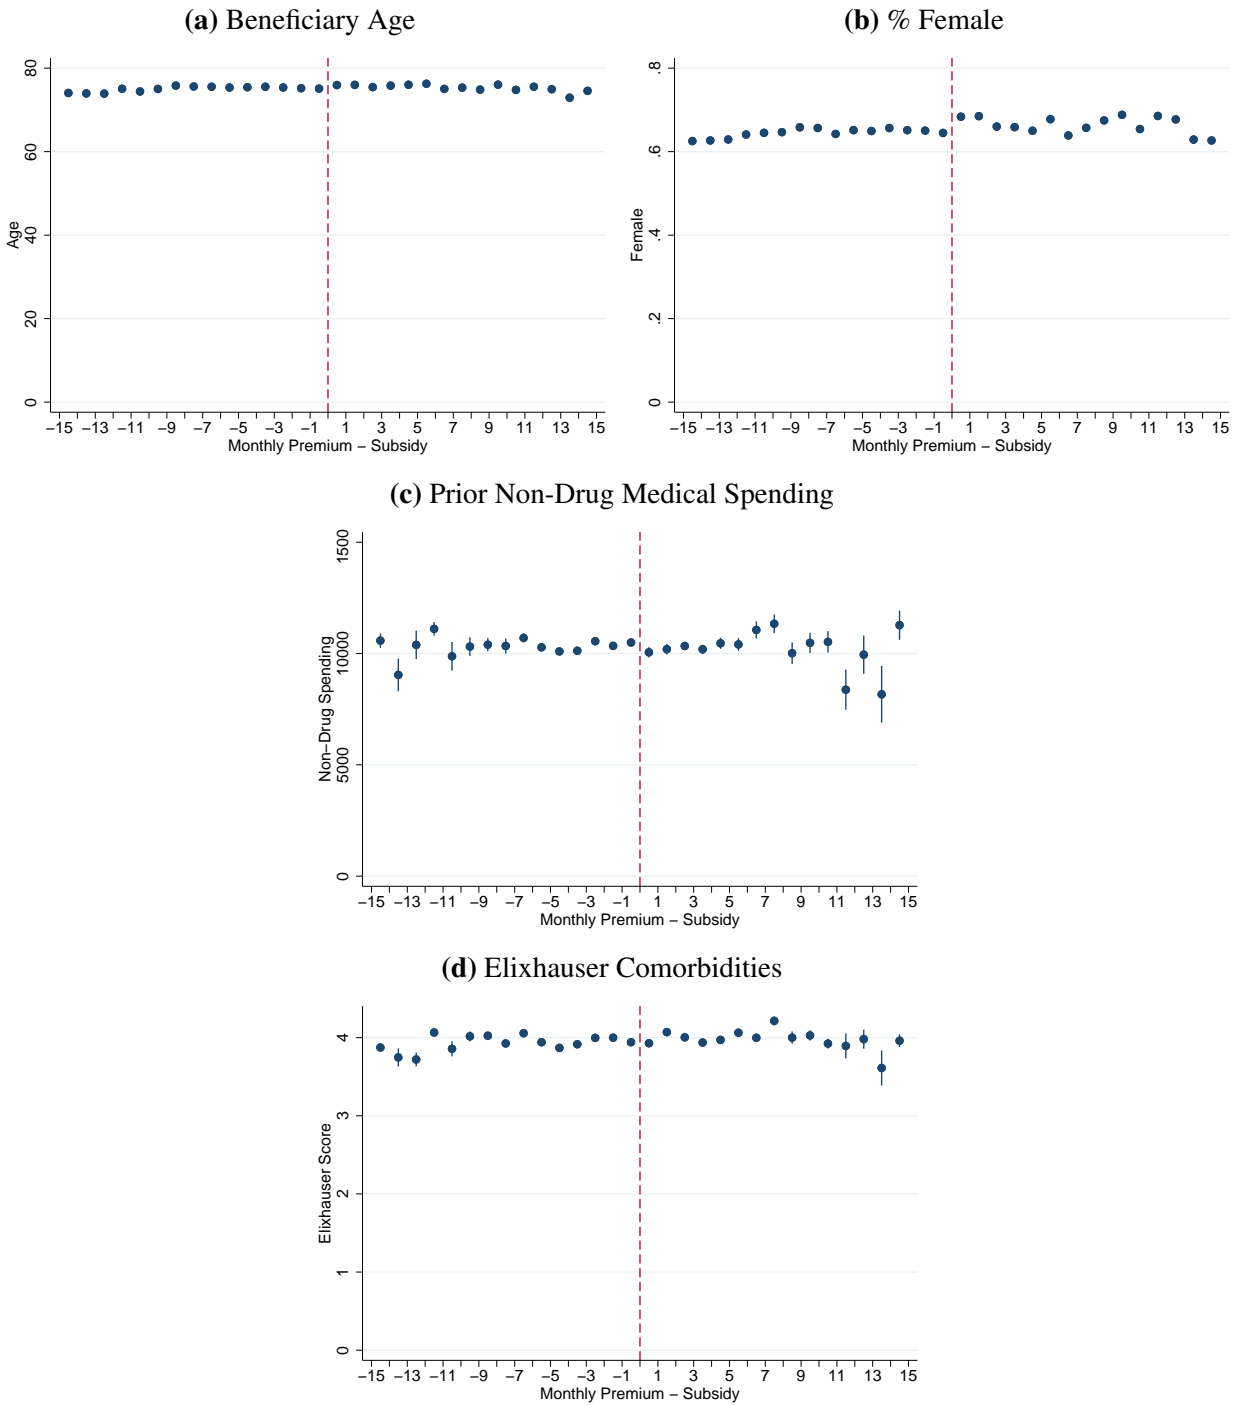 (a) Beneficiary Age
80
60
40
20
0
Age
−15 −13 −11 −9 −7 −5 −3 −1 1 3 5 7 9 11 13 15
Monthly Premium − Subsidy
(b) % Female
.8
.6
.4
.2
0
Female
−15 −13 −11 −9 −7 −5 −3 −1 1 3 5 7 9 11 13 15
Monthly Premium − Subsidy
(c) Prior Non-Drug Medical Spending
1500
10000
5000
0
Non−Drug Spending
−15 −13 −11 −9 −7 −5 −3 −1 1 3 5 7 9 11 13 15
Monthly Premium − Subsidy
(d) Elixhauser Comorbidities
4
3
2
1
0
Elixhauser Score
−15 −13 −11 −9 −7 −5 −3 −1 1 3 5 7 9 11 13 15
Monthly Premium − Subsidy